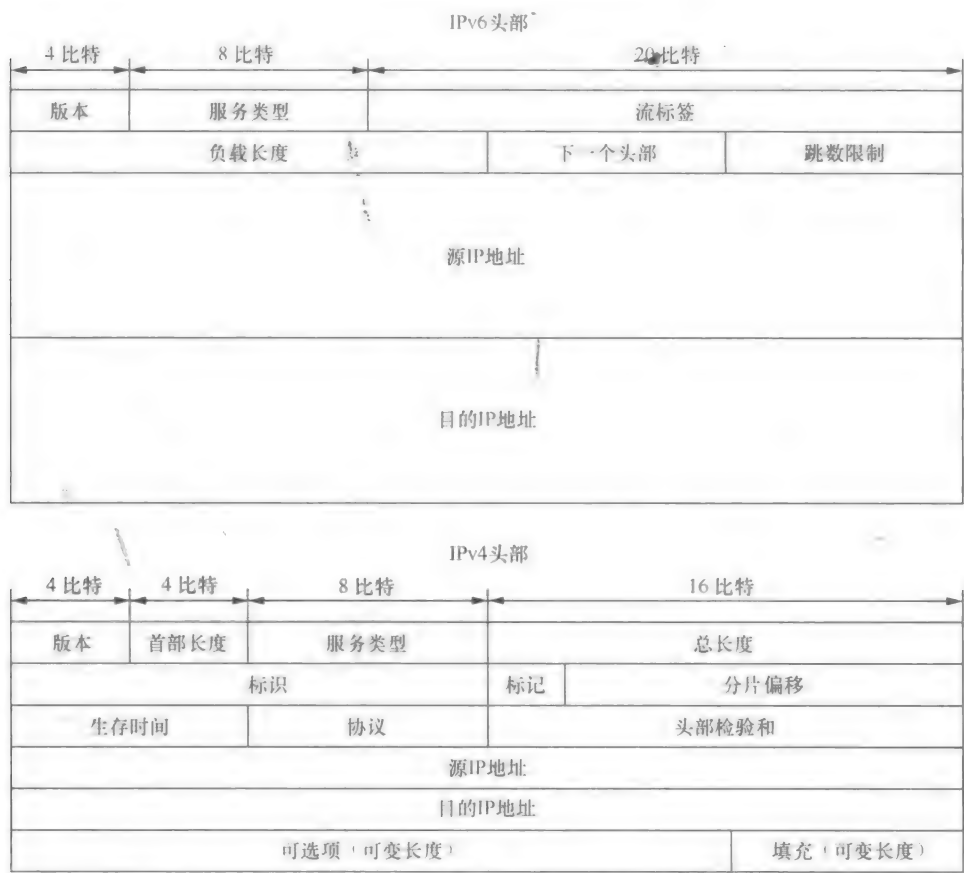 IPv6头部
4 比特 8 比特 20比特
版本 服务类型 流标签
负载长度 下一个头部 跳数限制
源IP地址
目的IP地址
IPv4头部
4 比特 4 比特 8 比特 16 比特
版本 首部长度 服务类型 总长度
标识 标记 分片偏移
生存时间 协议 头部检验和
源IP地址
目的IP地址
可选项（可变长度） 填充（可变长度）